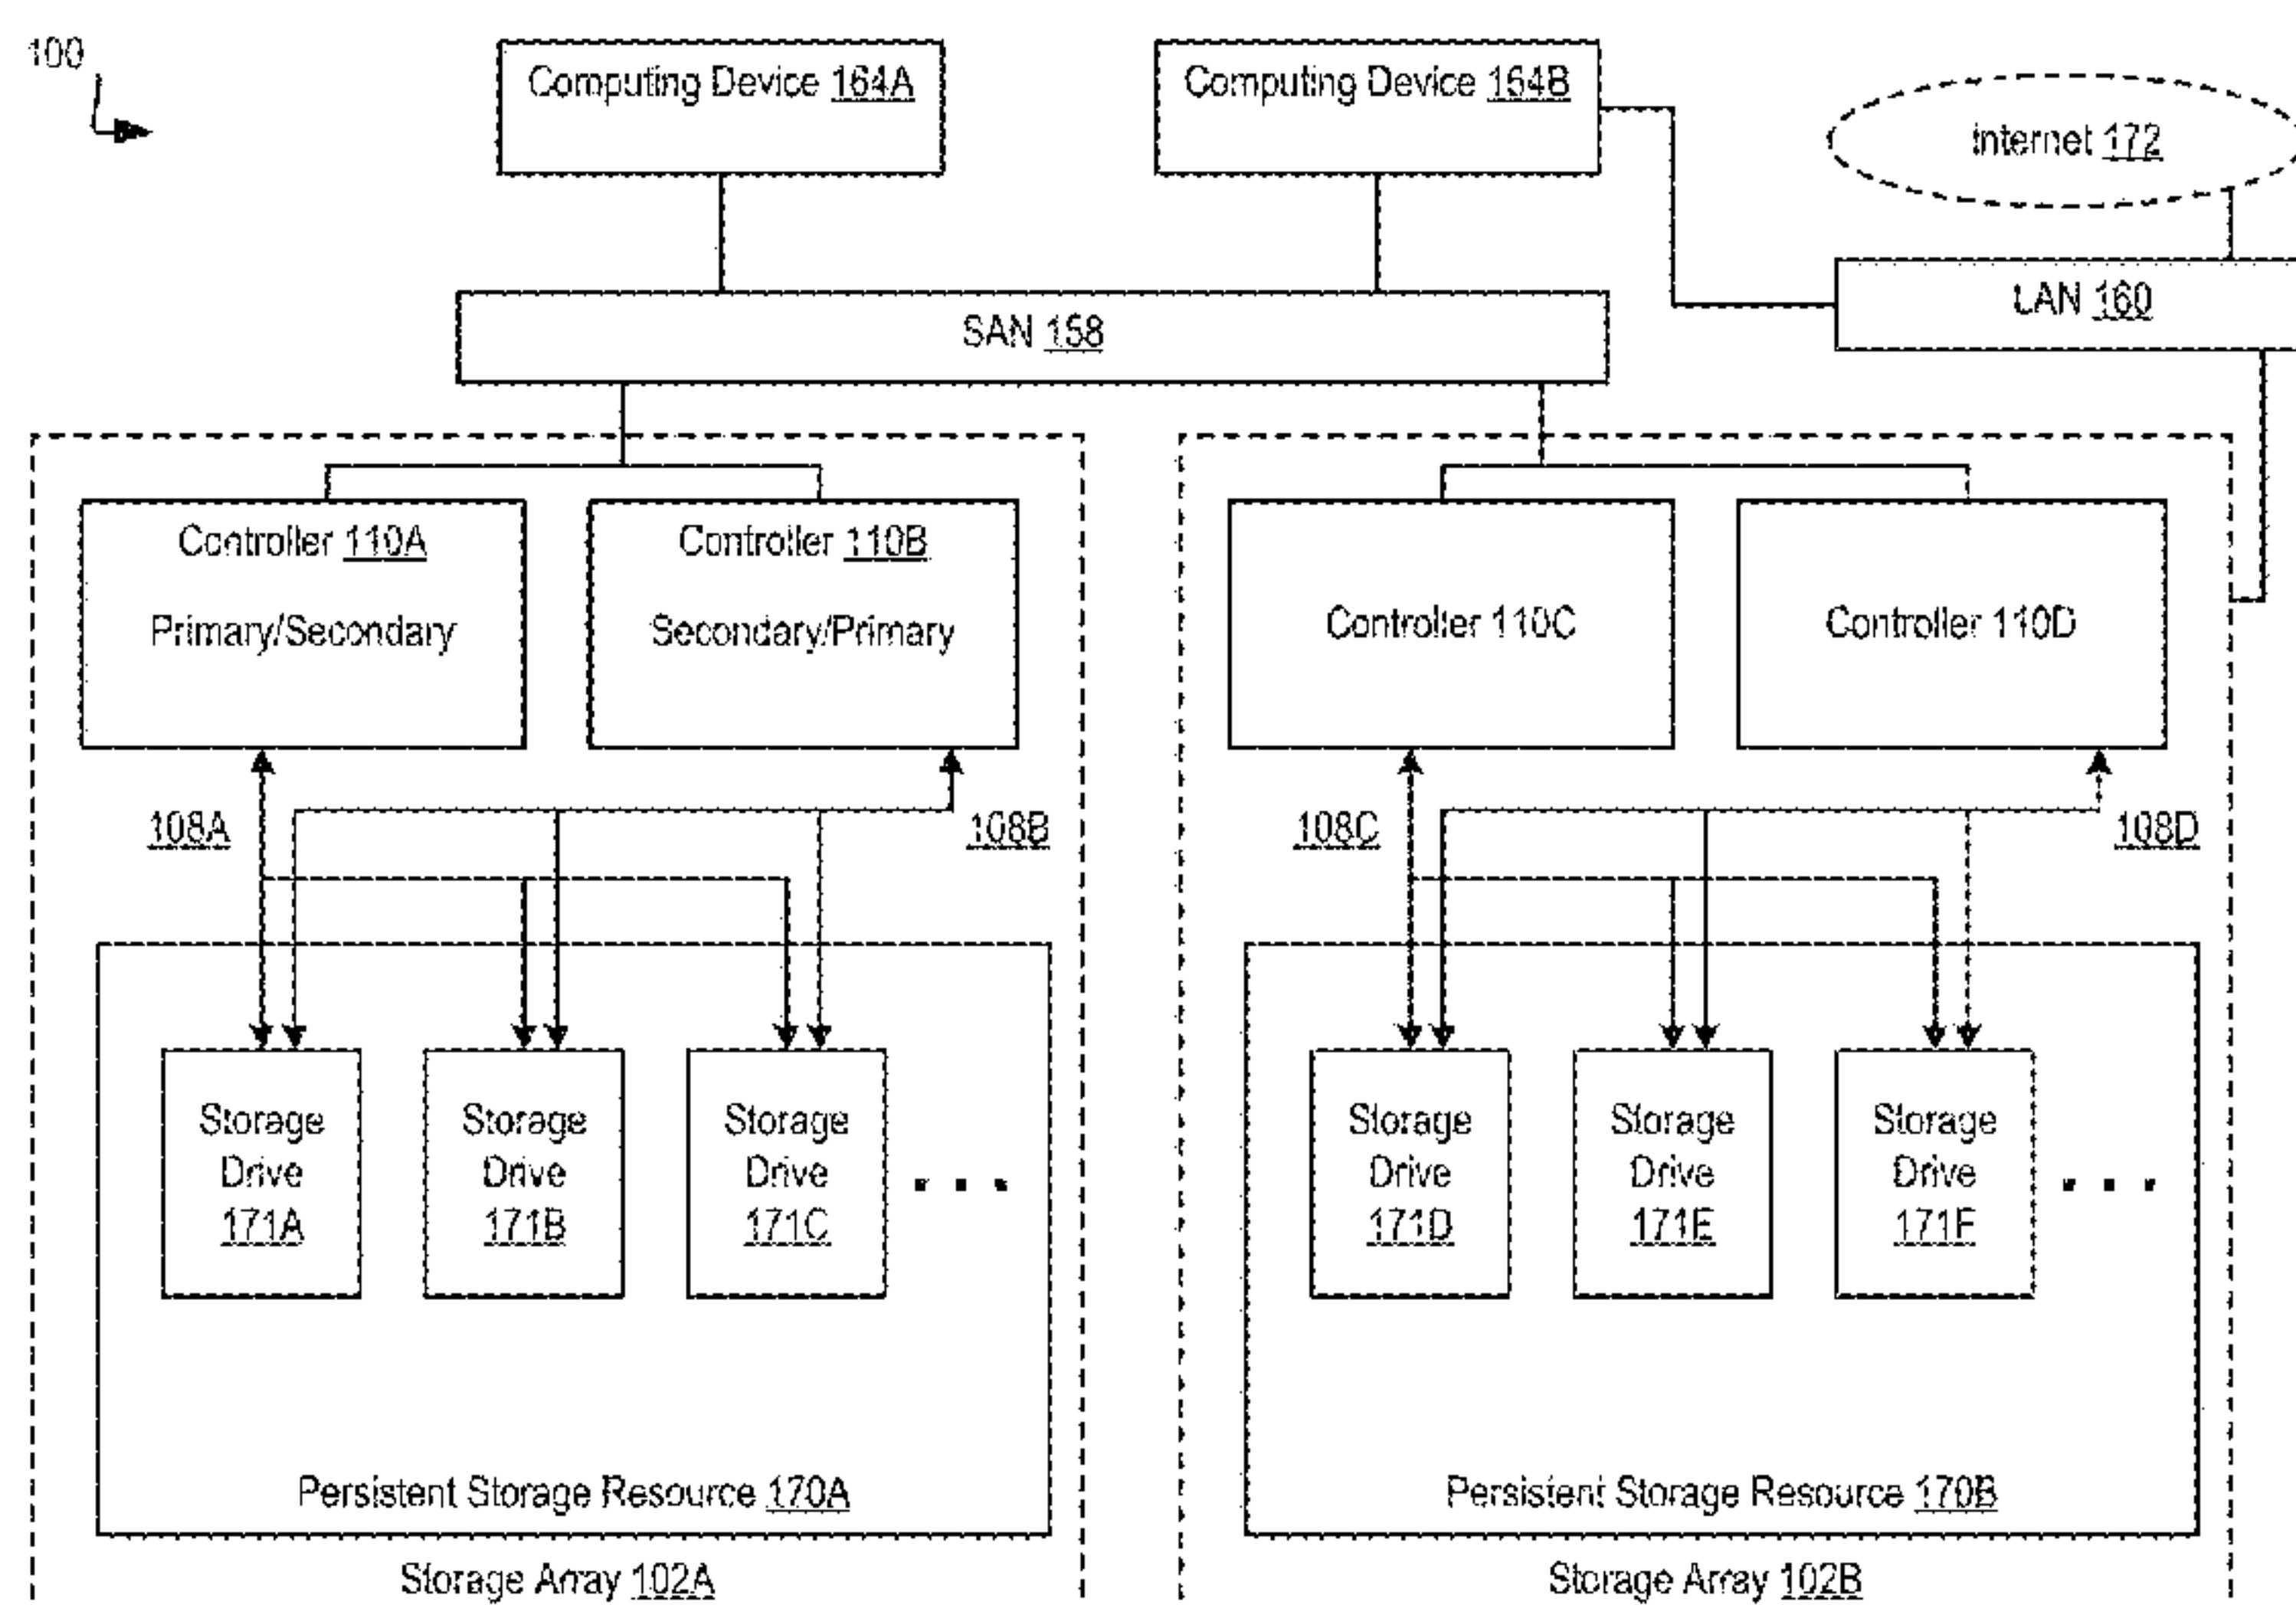 100
Computing Device 164A
Computing Device 164B
Internet 172
LAN 160
SAN 158
Controller 110A
Primary/Secondary
Controller 110B
Secondary/Primary
Controller 110C
Controller 110D
108A
108B
108C
108D
Storage
Drive
171A
Storage
Drive
171B
Storage
Drive
171C
. . .
Storage
Drive
171D
Storage
Drive
171E
Storage
Drive
171F
. . .
Persistent Storage Resource 170A
Persistent Storage Resource 170B
Storage Array 102A
Storage Array 102B